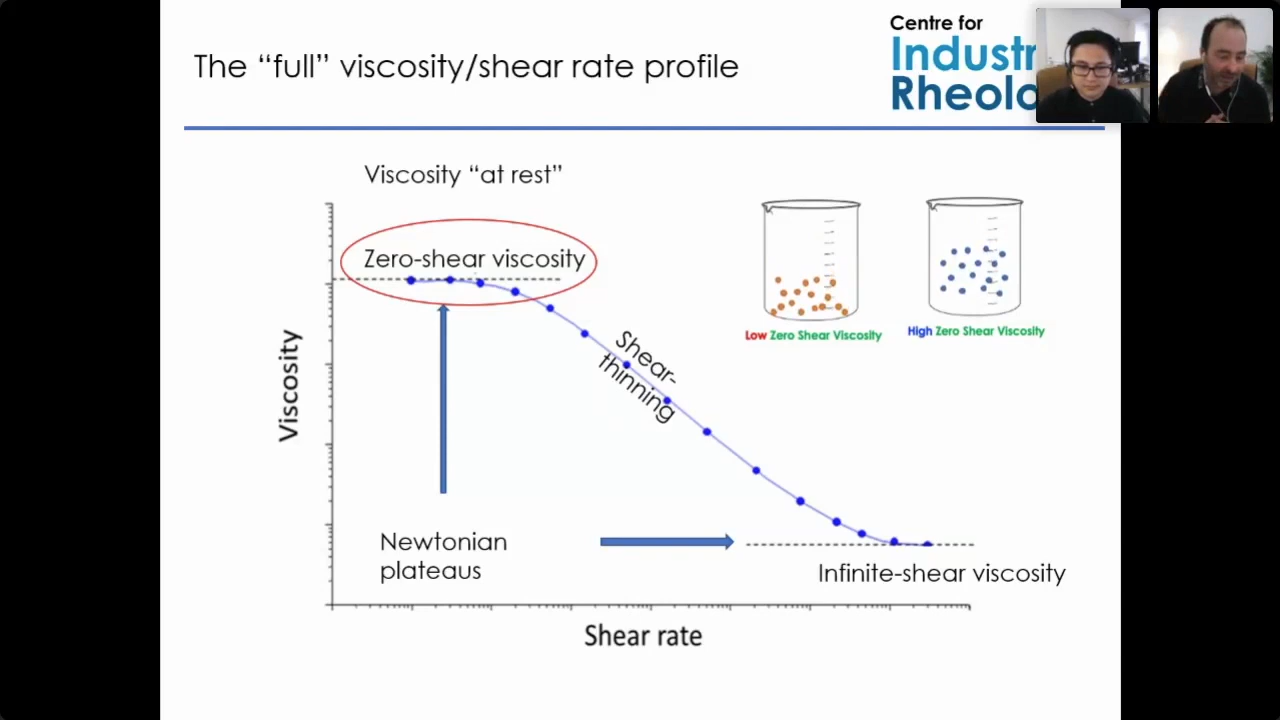 The “full” viscosity/shear rate profile
Centre for
Industr
Rheolo
Viscosity “at rest”
Zero-shear viscosity
Shear-
thinning
Low Zero Shear Viscosity
High Zero Shear Viscosity
Viscosity
Newtonian
plateaus
Infinite-shear viscosity
Shear rate